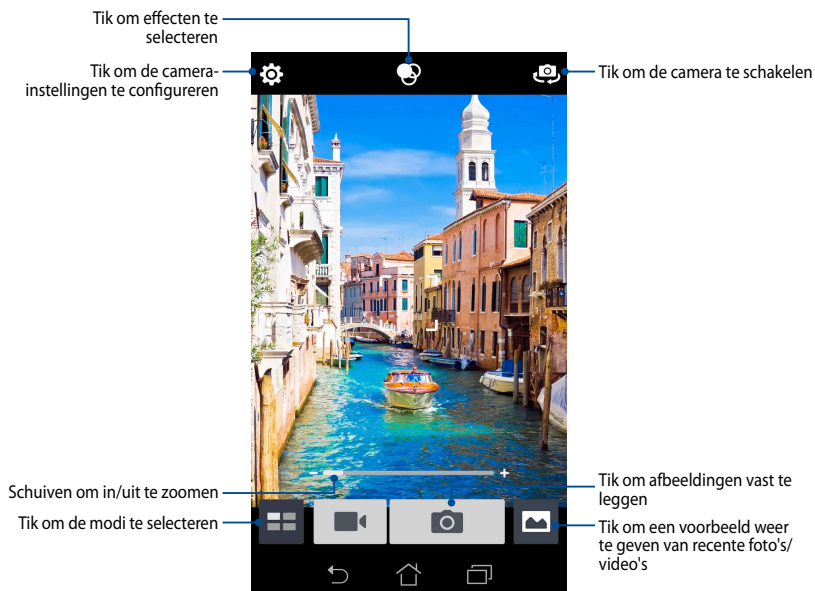 Tik om effecten te
selecteren
Tik om de camera-
instellingen te configureren
Tik om de camera te schakelen
Schuiven om in/uit te zoomen
Tik om de modi te selecteren
Tik om afbeeldingen vast te
leggen
Tik om een voorbeeld weer
te geven van recente foto's/
video's